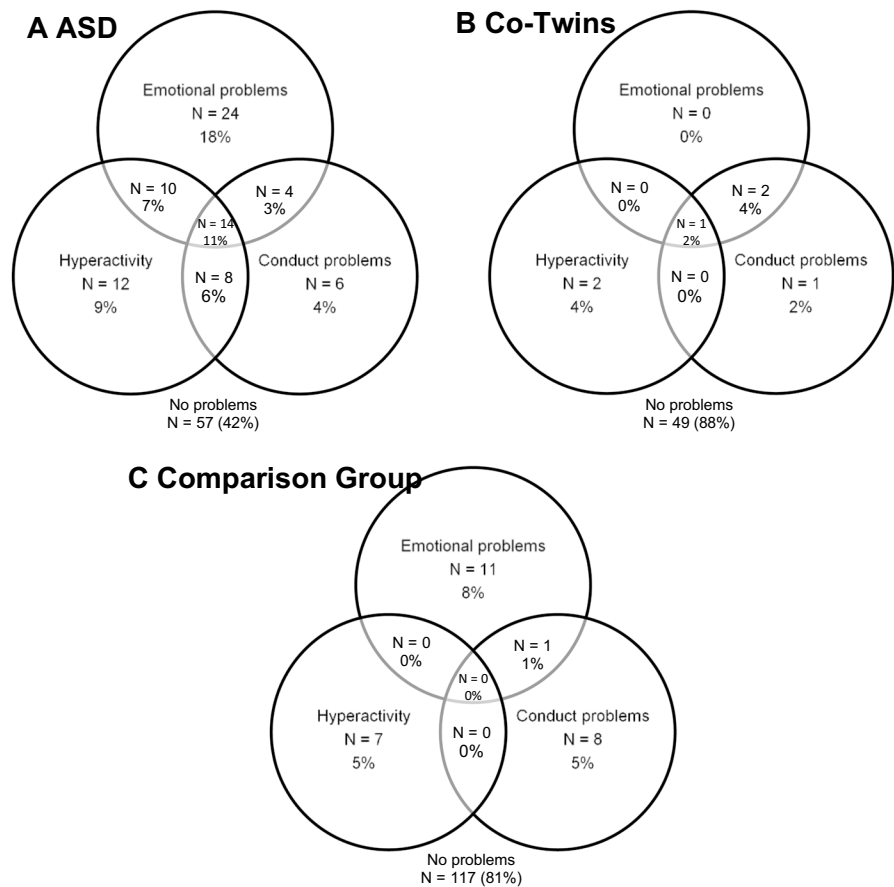 A ASD
Emotional problems
N = 24
18%
N = 10
7%
N = 4
3%
N = 14
11%
Hyperactivity
N = 12
9%
N = 8
6%
Conduct problems
N = 6
4%
No problems
N = 57 (42%)
B Co-Twins
Emotional problems
N = 0
0%
N = 0
0%
N = 2
4%
N = 1
2%
Hyperactivity
N = 2
4%
N = 0
0%
Conduct problems
N = 1
2%
No problems
N = 49 (88%)
C Comparison Group
Emotional problems
N = 11
8%
N = 0
0%
N = 1
1%
N = 0
0%
Hyperactivity
N = 7
5%
N = 0
0%
Conduct problems
N = 8
5%
No problems
N = 117 (81%)